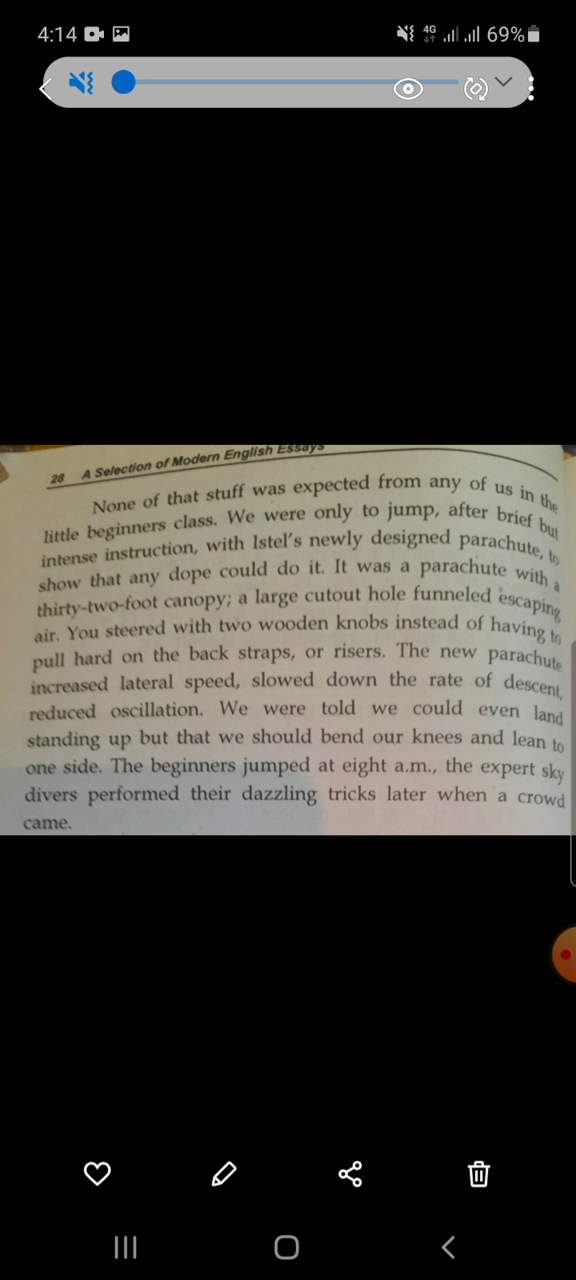 4:14 4G 69%
28 A Selection of Modern English Essays
None of that stuff was expected from any of us in the
little beginners class. We were only to jump, after brief but
intense instruction, with Istel's newly designed parachute, to
show that any dope could do it. It was a parachute with a
thirty-two-foot canopy; a large cutout hole funneled escaping
air. You steered with two wooden knobs instead of having to
pull hard on the back straps, or risers. The new parachute
increased lateral speed, slowed down the rate of descent,
reduced oscillation. We were told we could even land
standing up but that we should bend our knees and lean to
one side. The beginners jumped at eight a.m., the expert sky
divers performed their dazzling tricks later when a crowd
came.